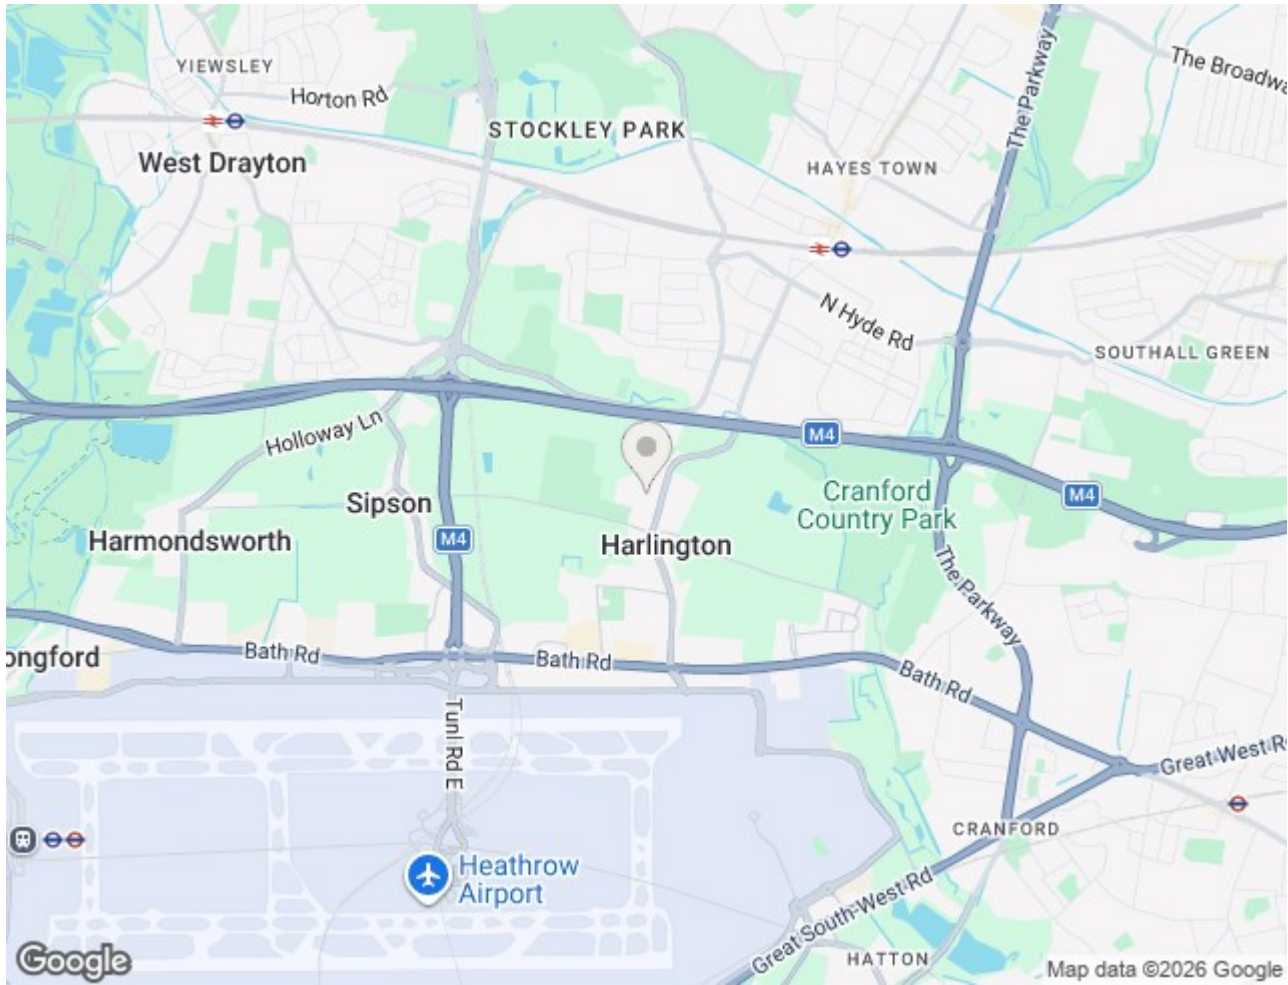 YIEWSLEY
Horton Rd
The Parkway
The Broadwa
STOCKLEY PARK
West Drayton
HAYES TOWN
N Hyde Rd
SOUTHALL GREEN
Holloway Ln
M4
Sipson
Cranford
Country Park
M4
Harmondsworth
M4
Harlington
The Parkway
ongford
Bath Rd
Bath Rd
Bath Rd
Tunl Rd E
Great West R
CRANFORD
Heathrow
Airport
Great South-West Rd
HATTON
Google
Map data ©2026 Google